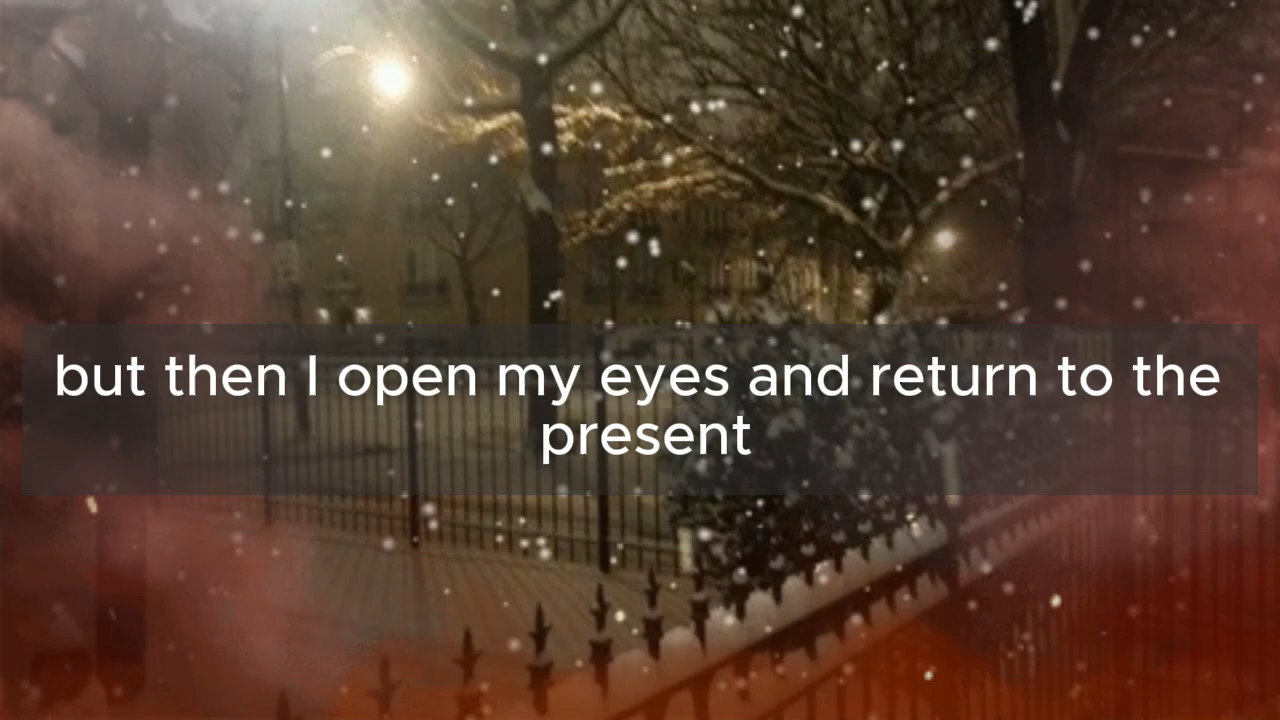 but then I open my eyes and return to the
present